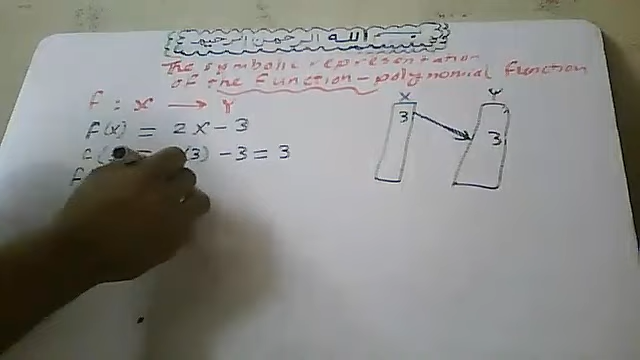 بسم الله الرحمن الرحيم
The symbolic representation
of the function - polynomial function
f : x → Y
f(x) = 2x - 3
(3) - 3 = 3
f
X Y
3 3